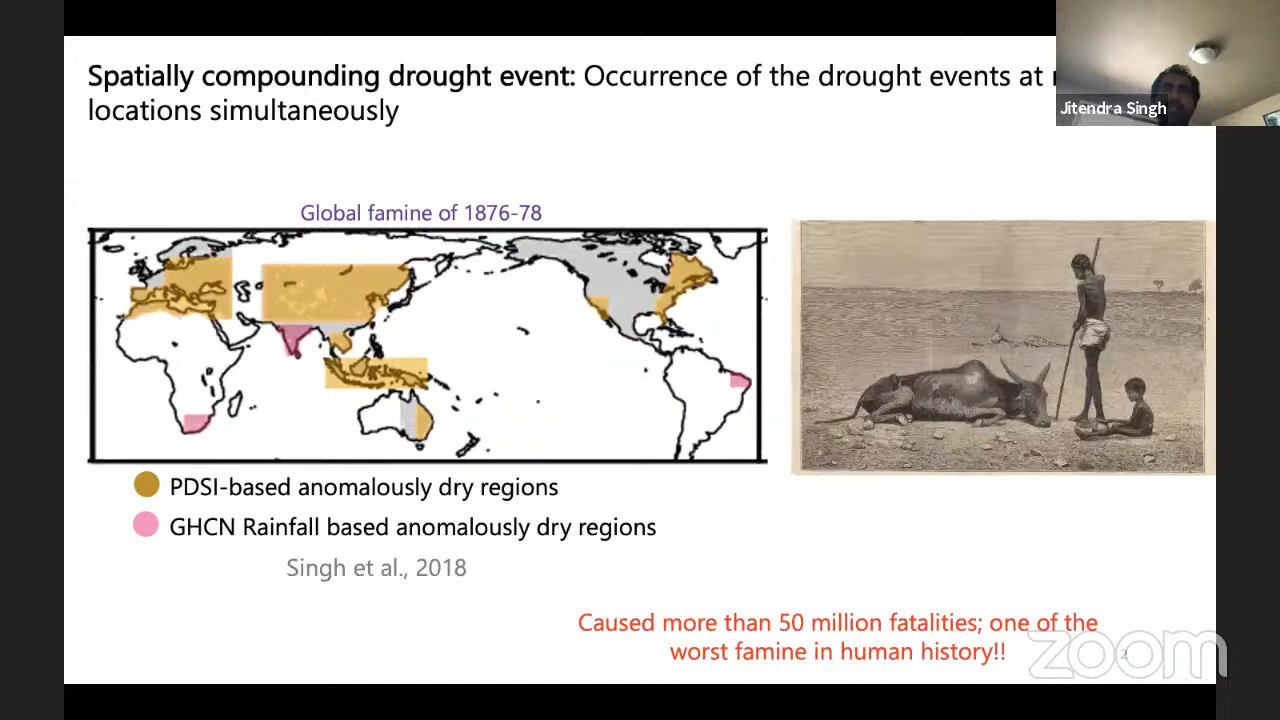 Spatially compounding drought event: Occurrence of the drought events at
locations simultaneously
Jitendra Singh
Global famine of 1876-78
PDSI-based anomalously dry regions
GHCN Rainfall based anomalously dry regions
Singh et al., 2018
Caused more than 50 million fatalities; one of the
worst famine in human history!!
zoom
2